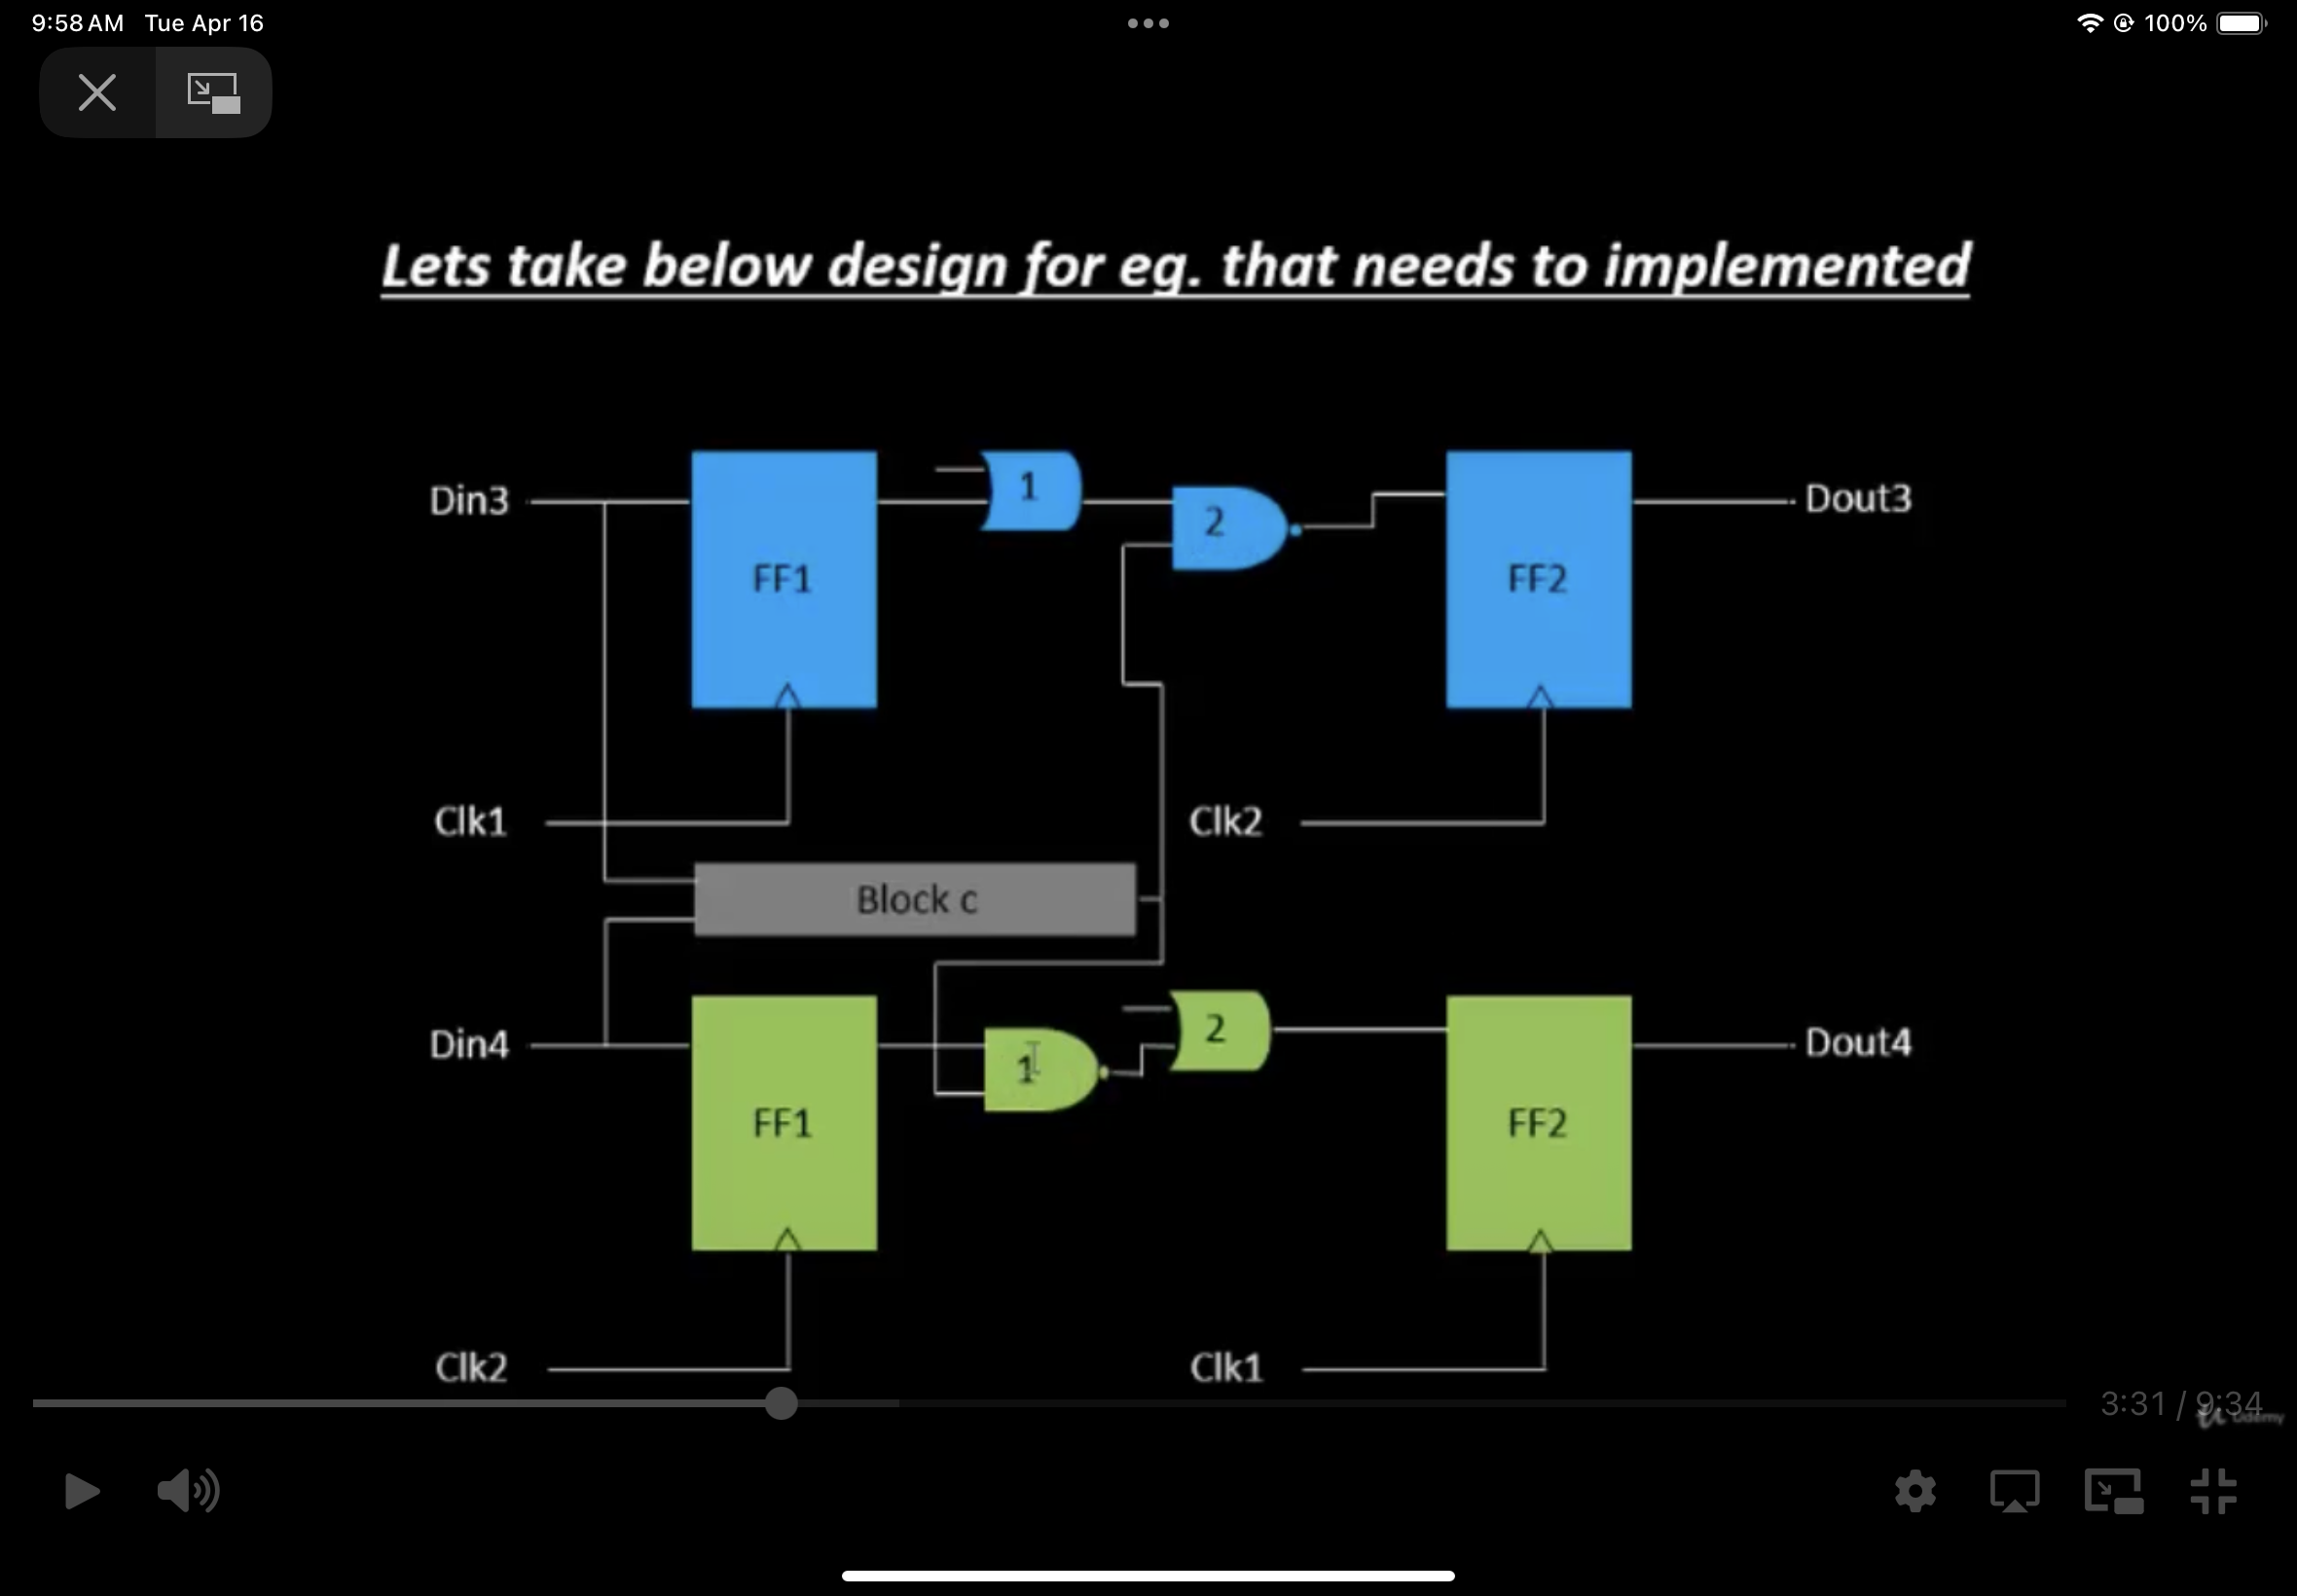 9:58 AM Tue Apr 16
100%
Lets take below design for eg. that needs to implemented
Din3
1
2
Dout3
FF1
FF2
Clk1
Clk2
Block c
Din4
1
2
Dout4
FF1
FF2
Clk2
Clk1
3:31 / 9:34
Udemy